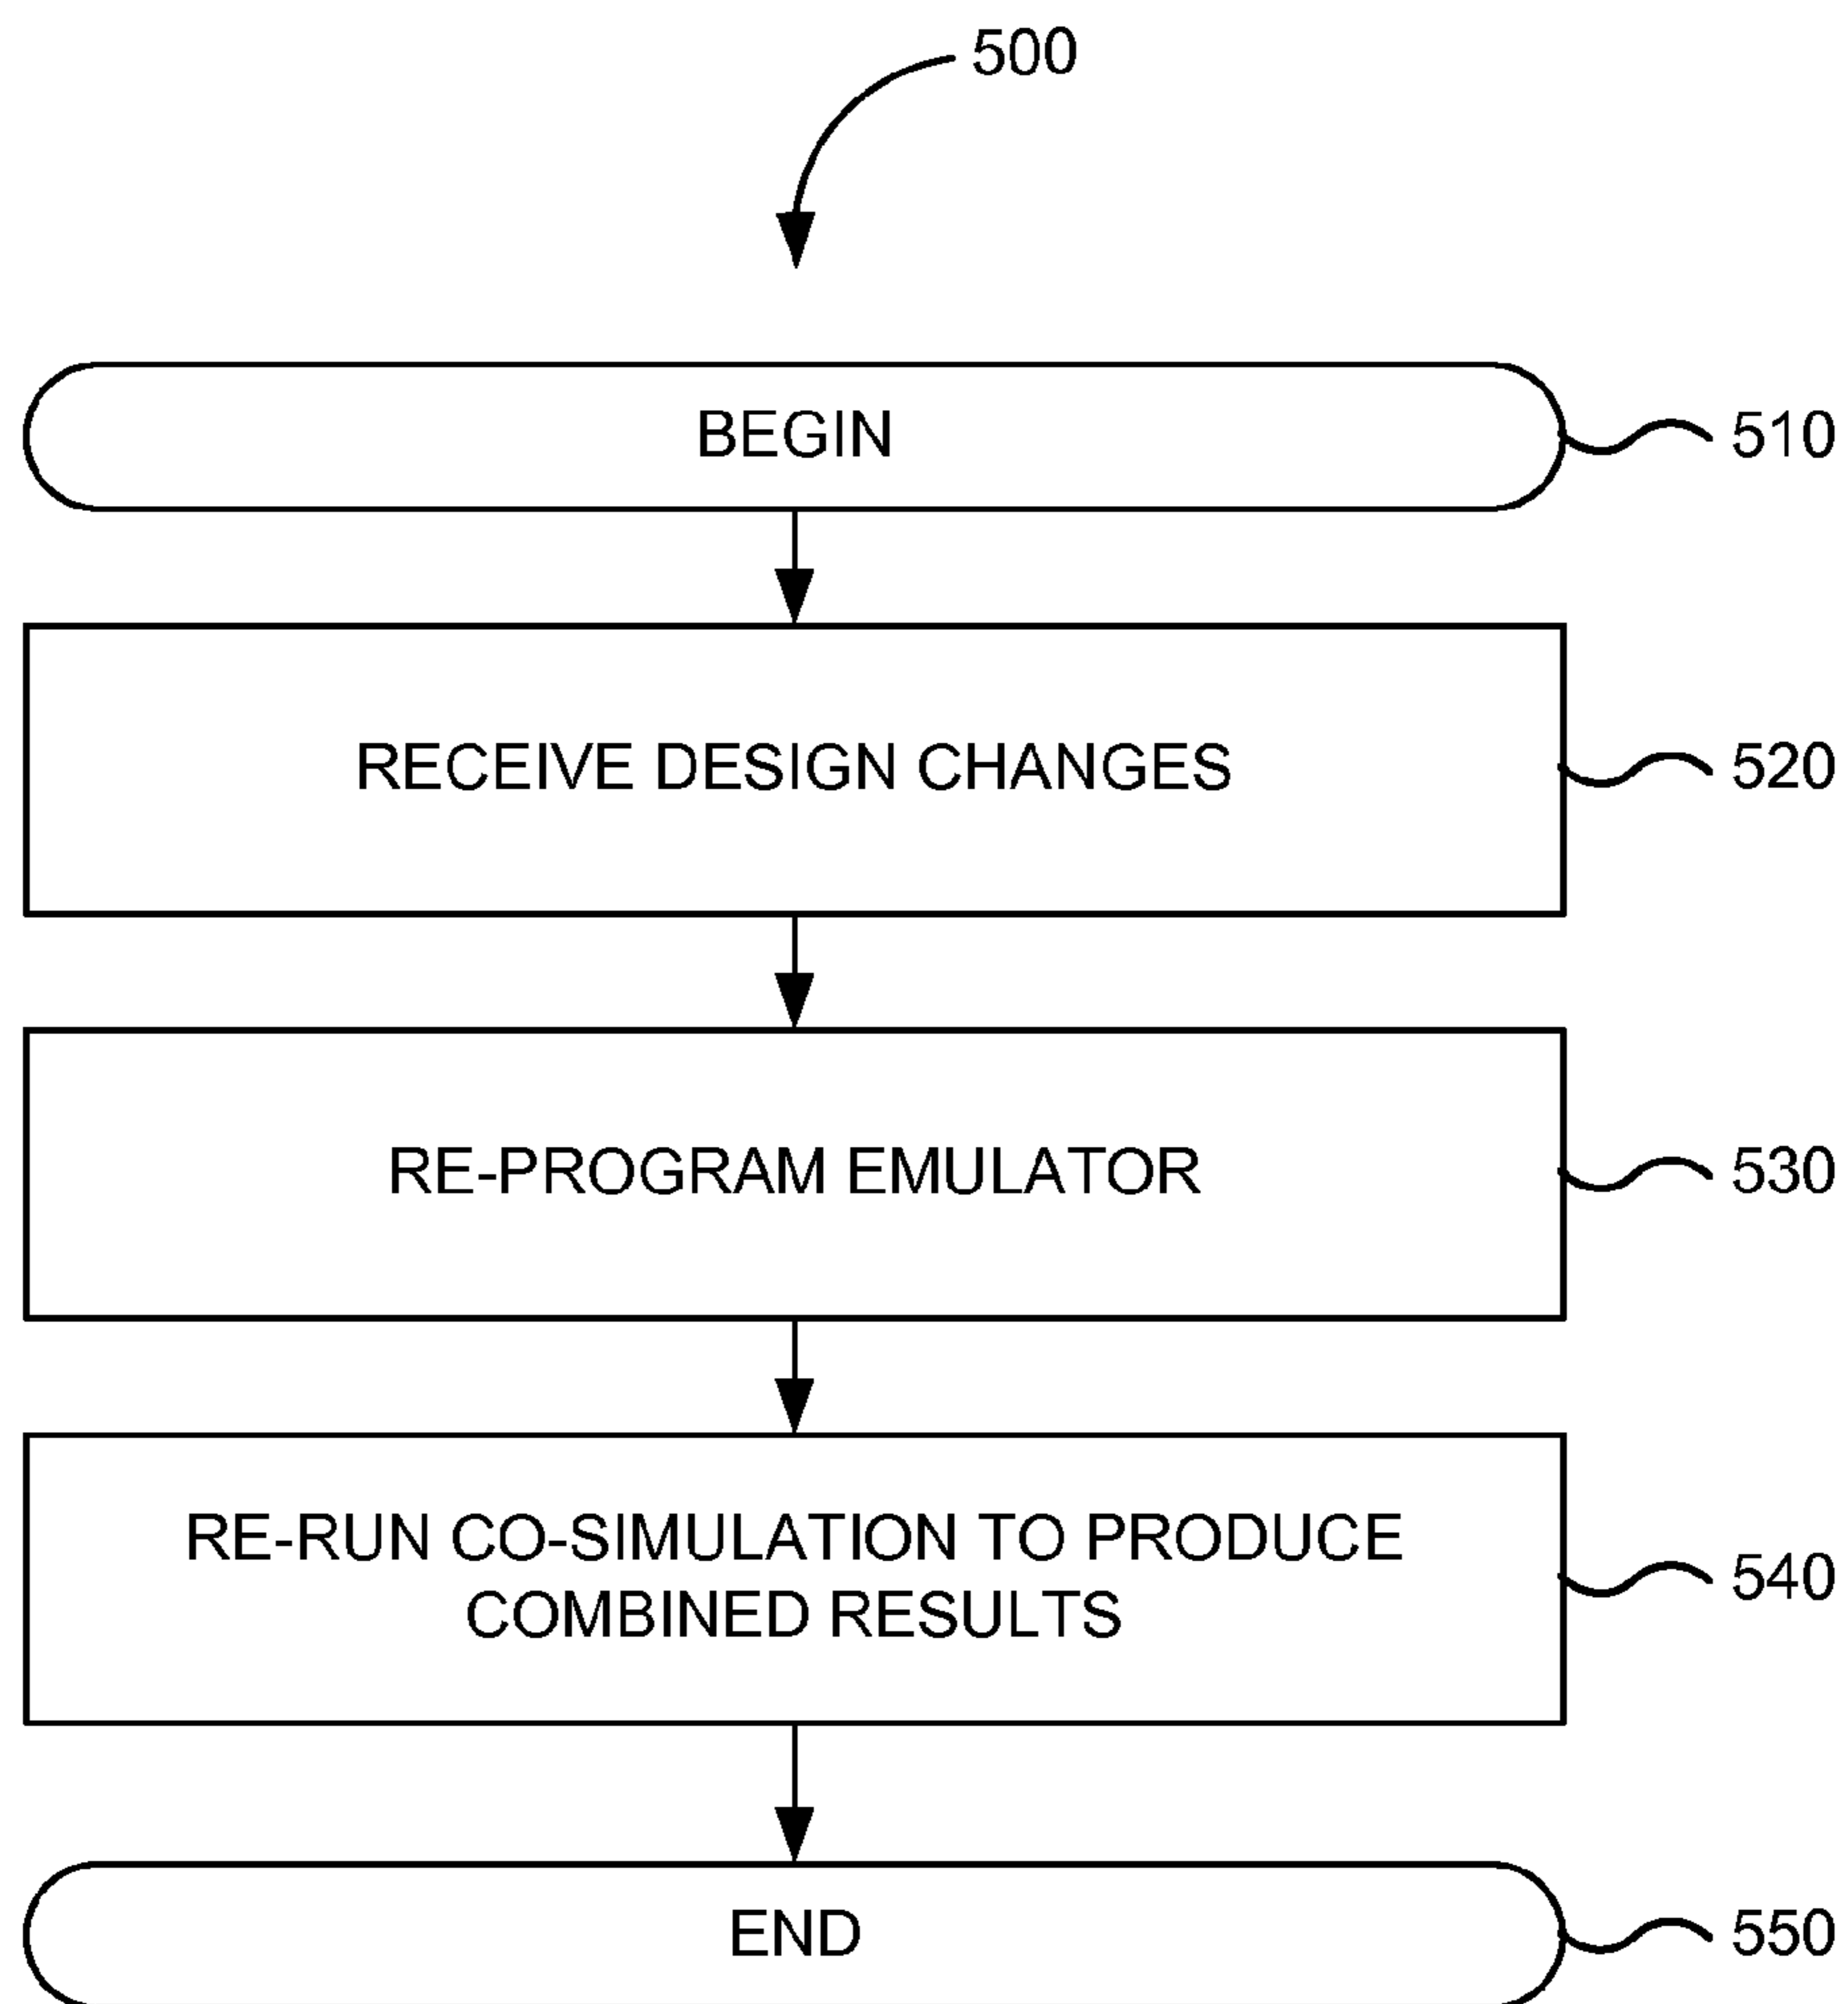 500
BEGIN
510
RECEIVE DESIGN CHANGES
520
RE-PROGRAM EMULATOR
530
RE-RUN CO-SIMULATION TO PRODUCE
COMBINED RESULTS
540
END
550